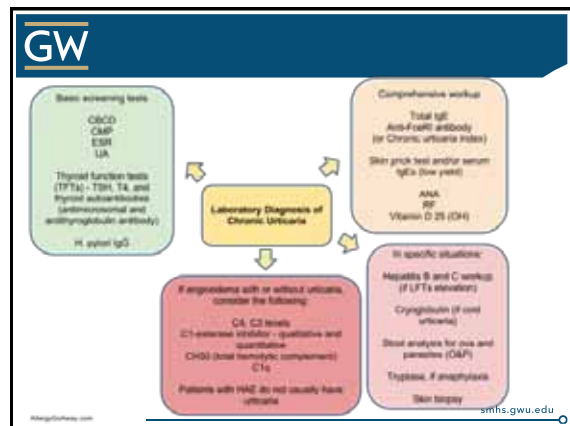 GW
Basic screening tests
CBCD
CMP
ESR
UA
Thyroid function tests
(TFTs) - TSH, T4, and
thyroid autoantibodies
(antimicrosomal and
antithyroglobulin antibody)
H. pylori IgG
Comprehensive workup
Total IgE
Anti-FceRI antibody
(or Chronic urticaria index)
Skin prick test and/or serum
IgEs (low yield)
ANA
RF
Vitamin D 25 (OH)
Laboratory Diagnosis of
Chronic Urticaria
If angioedema with or without urticaria,
consider the following:
C4, C3 levels
C1-esterase inhibitor - qualitative and
quantitative
CH50 (total hemolytic complement)
C1q
Patients with HAE do not usually have
urticaria
In specific situations:
Hepatitis B and C workup
(if LFTs elevation)
Cryoglobulin (if cold
urticaria)
Stool analysis for ova and
parasites (O&P)
Tryptase, if anaphylaxis
Skin biopsy
AllergyGoAway.com
smhs.gwu.edu